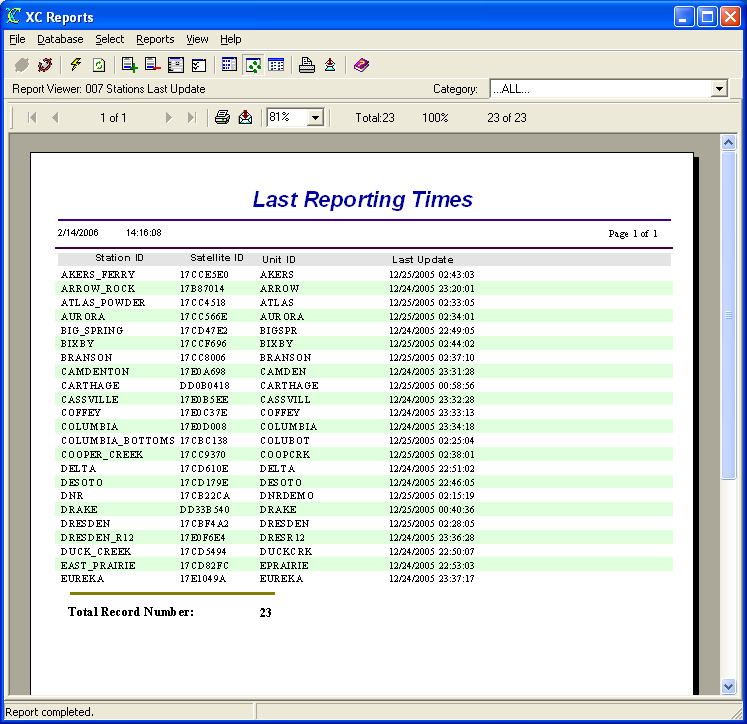 XC Reports
File Database Select Reports View Help
Report Viewer: 007 Stations Last Update Category: ...ALL...
1 of 1 81% Total:23 100% 23 of 23
Last Reporting Times
2/14/2006 14:16:08 Page 1 of 1
Station ID Satellite ID Unit ID Last Update
AKERS_FERRY 17CCE5E0 AKERS 12/25/2005 02:43:03
ARROW_ROCK 17B87014 ARROW 12/24/2005 23:20:01
ATLAS_POWDER 17CC4518 ATLAS 12/25/2005 02:33:05
AURORA 17CC566E AURORA 12/25/2005 02:34:01
BIG_SPRING 17CD47E2 BIGSPR 12/24/2005 22:49:05
BIXBY 17CCF696 BIXBY 12/25/2005 02:44:02
BRANSON 17CC8006 BRANSON 12/25/2005 02:37:10
CAMDENTON 17E0A698 CAMDEN 12/24/2005 23:31:28
CARTHAGE DD0B0418 CARTHAGE 12/25/2005 00:58:56
CASSVILLE 17E0B5EE CASSVILL 12/24/2005 23:32:28
COFFEY 17E0C37E COFFEY 12/24/2005 23:33:13
COLUMBIA 17E0D008 COLUMBIA 12/24/2005 23:34:18
COLUMBIA_BOTTOMS 17CBC138 COLUBOT 12/25/2005 02:25:04
COOPER_CREEK 17CC9370 COOPCRK 12/25/2005 02:38:01
DELTA 17CD610E DELTA 12/24/2005 22:51:02
DESOTO 17CD179E DESOTO 12/24/2005 22:46:05
DNR 17CB22CA DNRDEMO 12/25/2005 02:15:19
DRAKE DD33B540 DRAKE 12/25/2005 00:40:36
DRESDEN 17CBF4A2 DRESDEN 12/25/2005 02:28:05
DRESDEN_R12 17E0F6E4 DRESR12 12/24/2005 23:36:28
DUCK_CREEK 17CD5494 DUCKCRK 12/24/2005 22:50:07
EAST_PRAIRIE 17CD82FC EPRAIRIE 12/24/2005 22:53:03
EUREKA 17E1049A EUREKA 12/24/2005 23:37:17
Total Record Number: 23
Report completed.